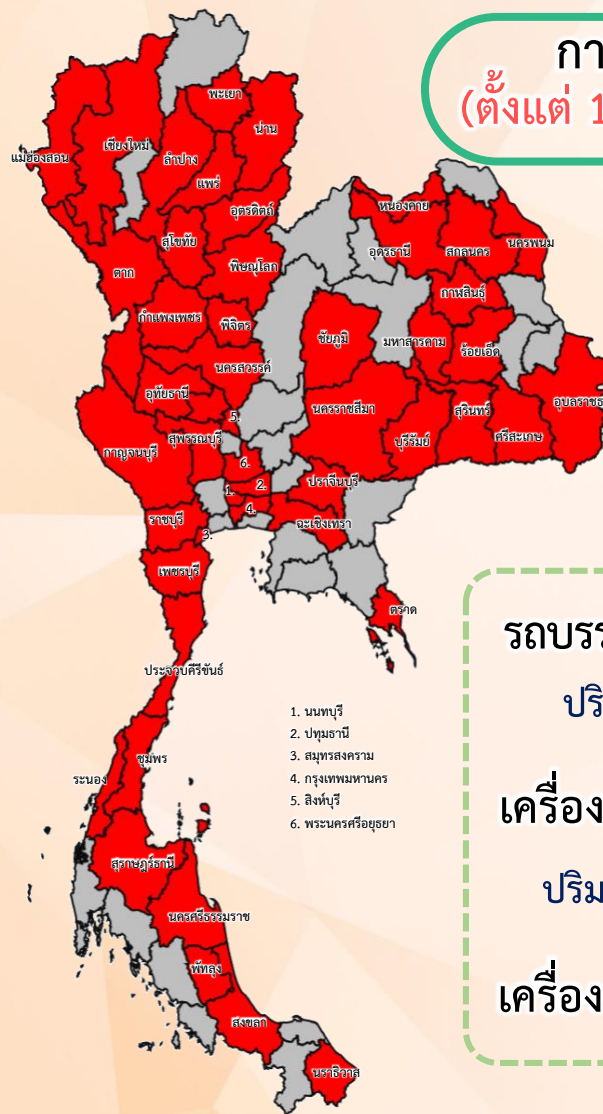 กา
(ตั้งแต่ 1
พะเยา
น่าน
แม่ฮ่องสอน
เชียงใหม่
ลำปาง
แพร่
อุตรดิตถ์
หนองคาย
สุโขทัย
อุดรธานี
สกลนคร
นครพนม
ตาก
พิษณุโลก
กาฬสินธุ์
กำแพงเพชร
พิจิตร
ชัยภูมิ
มหาสารคาม
ร้อยเอ็ด
นครสวรรค์
อุทัยธานี
นครราชสีมา
สุรินทร์
อุบลราชธ
5.
สุพรรณบุรี
บุรีรัมย์
ศรีสะเกษ
กาญจนบุรี
6.
ปราจีนบุรี
1.
2.
4.
ราชบุรี
ฉะเชิงเทรา
3.
เพชรบุรี
ตราด
ประจวบคีรีขันธ์
ชุมพร
ระนอง
สุราษฎร์ธานี
นครศรีธรรมราช
พัทลุง
สงขลา
นราธิวาส
1. นนทบุรี
2. ปทุมธานี
3. สมุทรสงคราม
4. กรุงเทพมหานคร
5. สิงห์บุรี
6. พระนครศรีอยุธยา
รถบรร
ปริ
เครื่อง
ปริม
เครื่อง